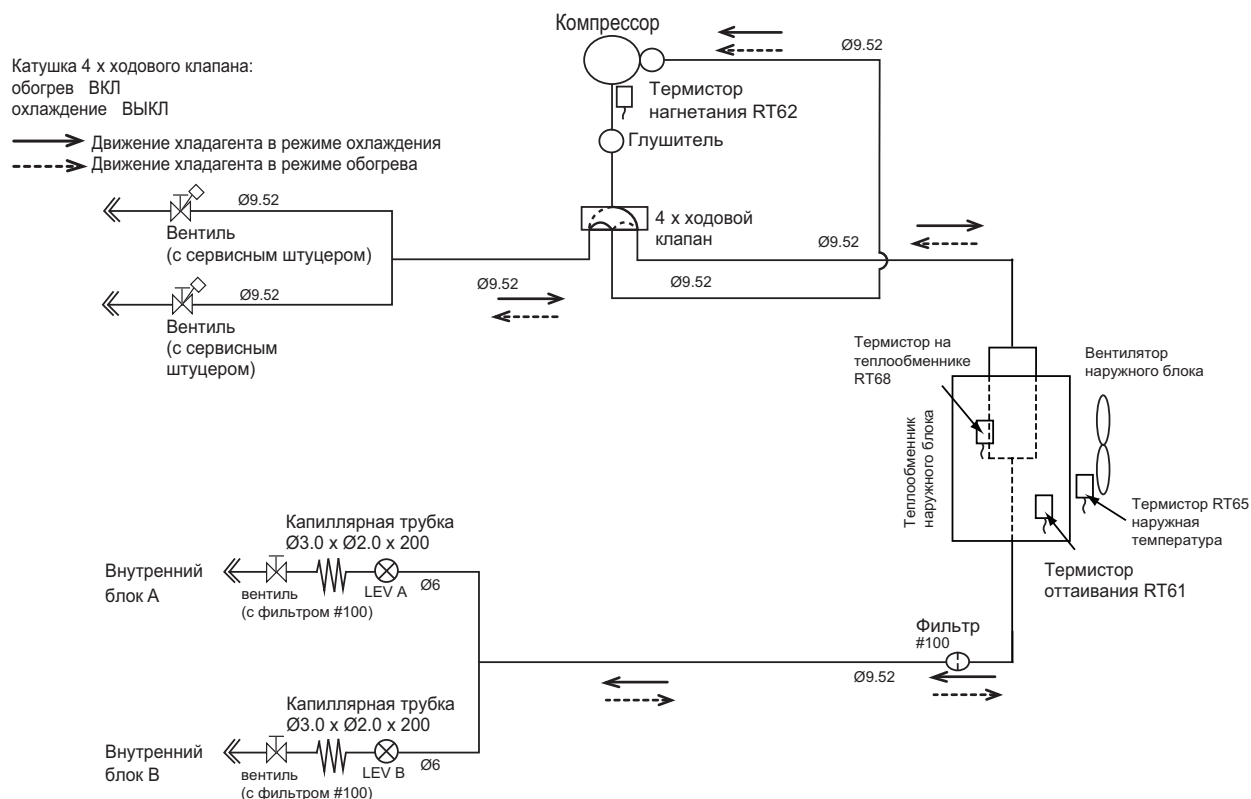 Компрессор
Ø9.52
Катушка 4 х ходового клапана:
обогрев ВКЛ
охлаждение ВЫКЛ
Термистор
нагнетания RT62
Глушитель
Движение хладагента в режиме охлаждения
Движение хладагента в режиме обогрева
Ø9.52
Вентиль
(с сервисным штуцером)
4 х ходовой
клапан
Ø9.52
Ø9.52
Ø9.52
Ø9.52
Вентиль
(с сервисным
штуцером)
Термистор на
теплообменнике
RT68
Вентилятор
наружного блока
Теплообменник
наружного блока
Термистор RT65
наружная
температура
Термистор
оттаивания RT61
Капиллярная трубка
Ø3.0 x Ø2.0 x 200
Внутренний
блок А
вентиль
(с фильтром #100)
LEV A
Ø6
Фильтр
#100
Ø9.52
Капиллярная трубка
Ø3.0 x Ø2.0 x 200
Внутренний
блок В
вентиль
(с фильтром #100)
LEV B
Ø6